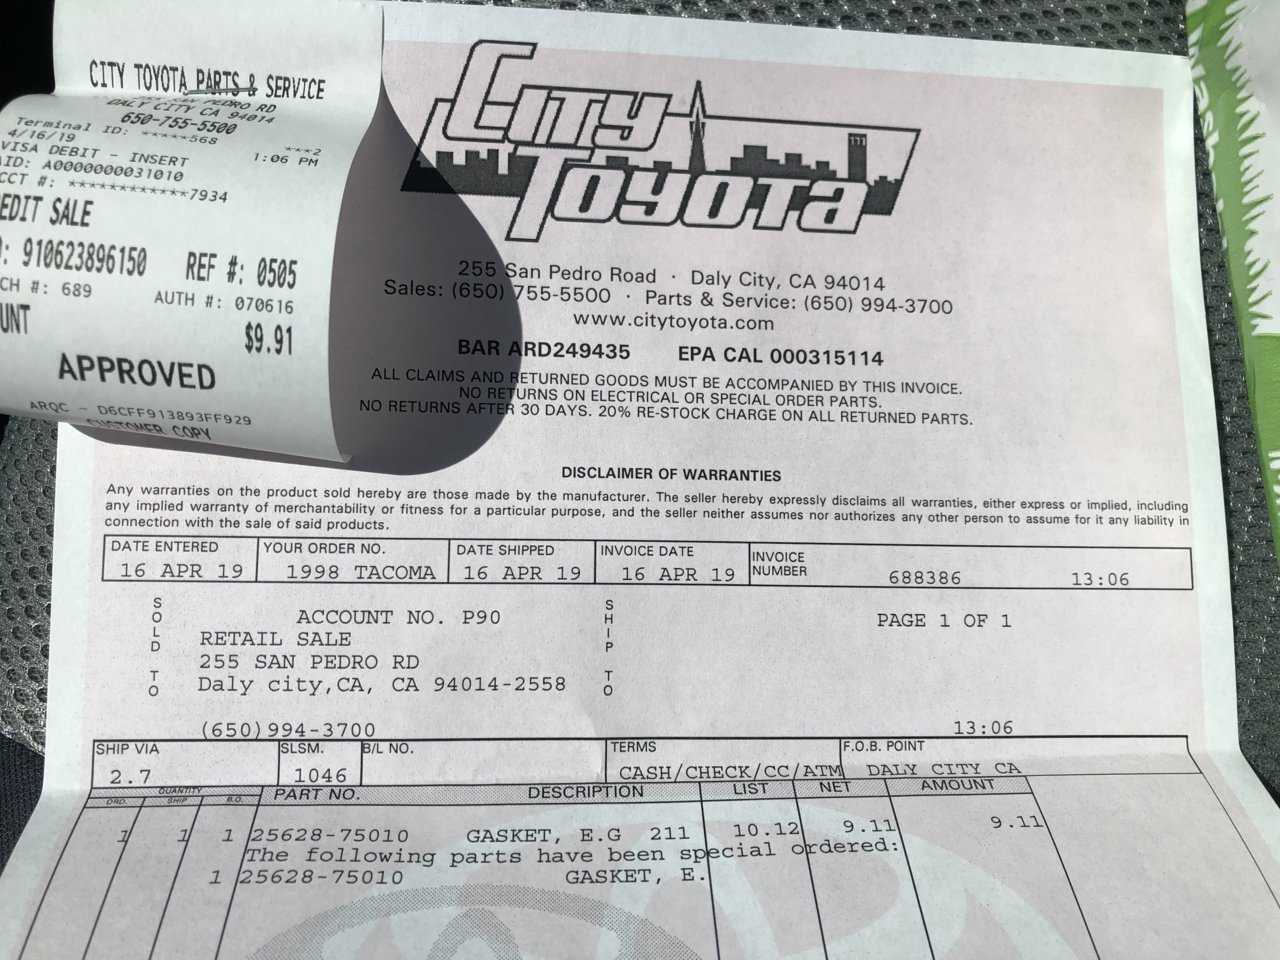 CITY TOYOTA PARTS & SERVICE
PEDRO RD
DALY CITY CA 94014
650-755-5500
Terminal ID: *****568 ***2
4/16/19 1:06 PM
VISA DEBIT - INSERT
AID: A0000000031010
CCT #: ************7934
EDIT SALE
: 910623896150 REF #: 0505
CH #: 689 AUTH #: 070616
UNT $9.91
APPROVED
ARQC - D6CFF913893FF929
CUSTOMER COPY
City
Toyota
255 San Pedro Road · Daly City, CA 94014
Sales: (650) 755-5500 · Parts & Service: (650) 994-3700
www.citytoyota.com
BAR ARD249435 EPA CAL 000315114
ALL CLAIMS AND RETURNED GOODS MUST BE ACCOMPANIED BY THIS INVOICE.
NO RETURNS ON ELECTRICAL OR SPECIAL ORDER PARTS.
NO RETURNS AFTER 30 DAYS. 20% RE-STOCK CHARGE ON ALL RETURNED PARTS.
DISCLAIMER OF WARRANTIES
Any warranties on the product sold hereby are those made by the manufacturer. The seller hereby expressly disclaims all warranties, either express or implied, including
any implied warranty of merchantability or fitness for a particular purpose, and the seller neither assumes nor authorizes any other person to assume for it any liability in
connection with the sale of said products.
DATE ENTERED YOUR ORDER NO. DATE SHIPPED INVOICE DATE INVOICE NUMBER
16 APR 19 1998 TACOMA 16 APR 19 16 APR 19 688386 13:06
SOLD TO SHIP TO
ACCOUNT NO. P90 PAGE 1 OF 1
RETAIL SALE
255 SAN PEDRO RD
Daly city,CA, CA 94014-2558
(650)994-3700 13:06
SHIP VIA SLSM. B/L NO. TERMS F.O.B. POINT
2.7 1046 CASH/CHECK/CC/ATM DALY CITY CA
QUANTITY PART NO. DESCRIPTION LIST NET AMOUNT
ORD. SHIP B.O.
1 1 1 25628-75010 GASKET, E.G 211 10.12 9.11 9.11
The following parts have been special ordered:
1 25628-75010 GASKET, E.